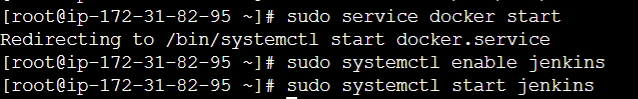 [root@ip-172-31-82-95 ~]# sudo service docker start
Redirecting to /bin/systemctl start docker.service
[root@ip-172-31-82-95 ~]# sudo systemctl enable jenkins
[root@ip-172-31-82-95 ~]# sudo systemctl start jenkins